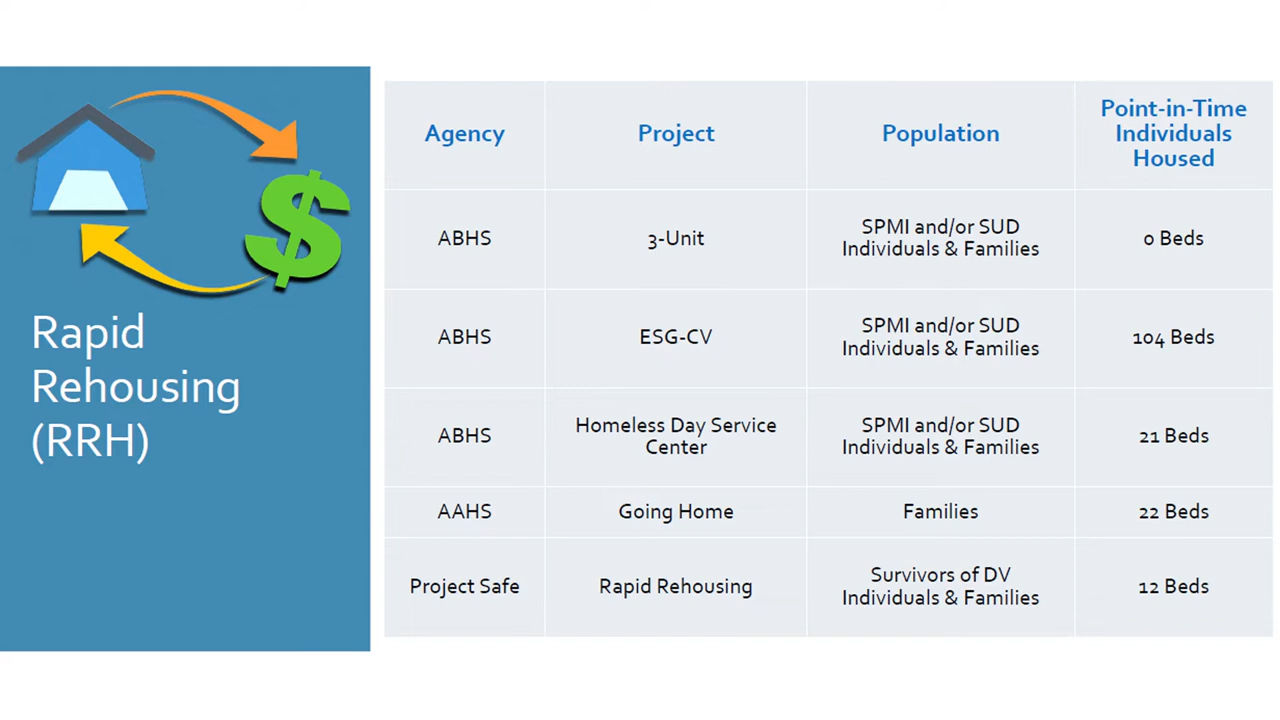 Rapid
Rehousing
(RRH)
Agency
Project
Population
Point-in-Time
Individuals
Housed
ABHS
3-Unit
SPMI and/or SUD
Individuals & Families
0 Beds
ABHS
ESG-CV
SPMI and/or SUD
Individuals & Families
104 Beds
ABHS
Homeless Day Service
Center
SPMI and/or SUD
Individuals & Families
21 Beds
AAHS
Going Home
Families
22 Beds
Project Safe
Rapid Rehousing
Survivors of DV
Individuals & Families
12 Beds